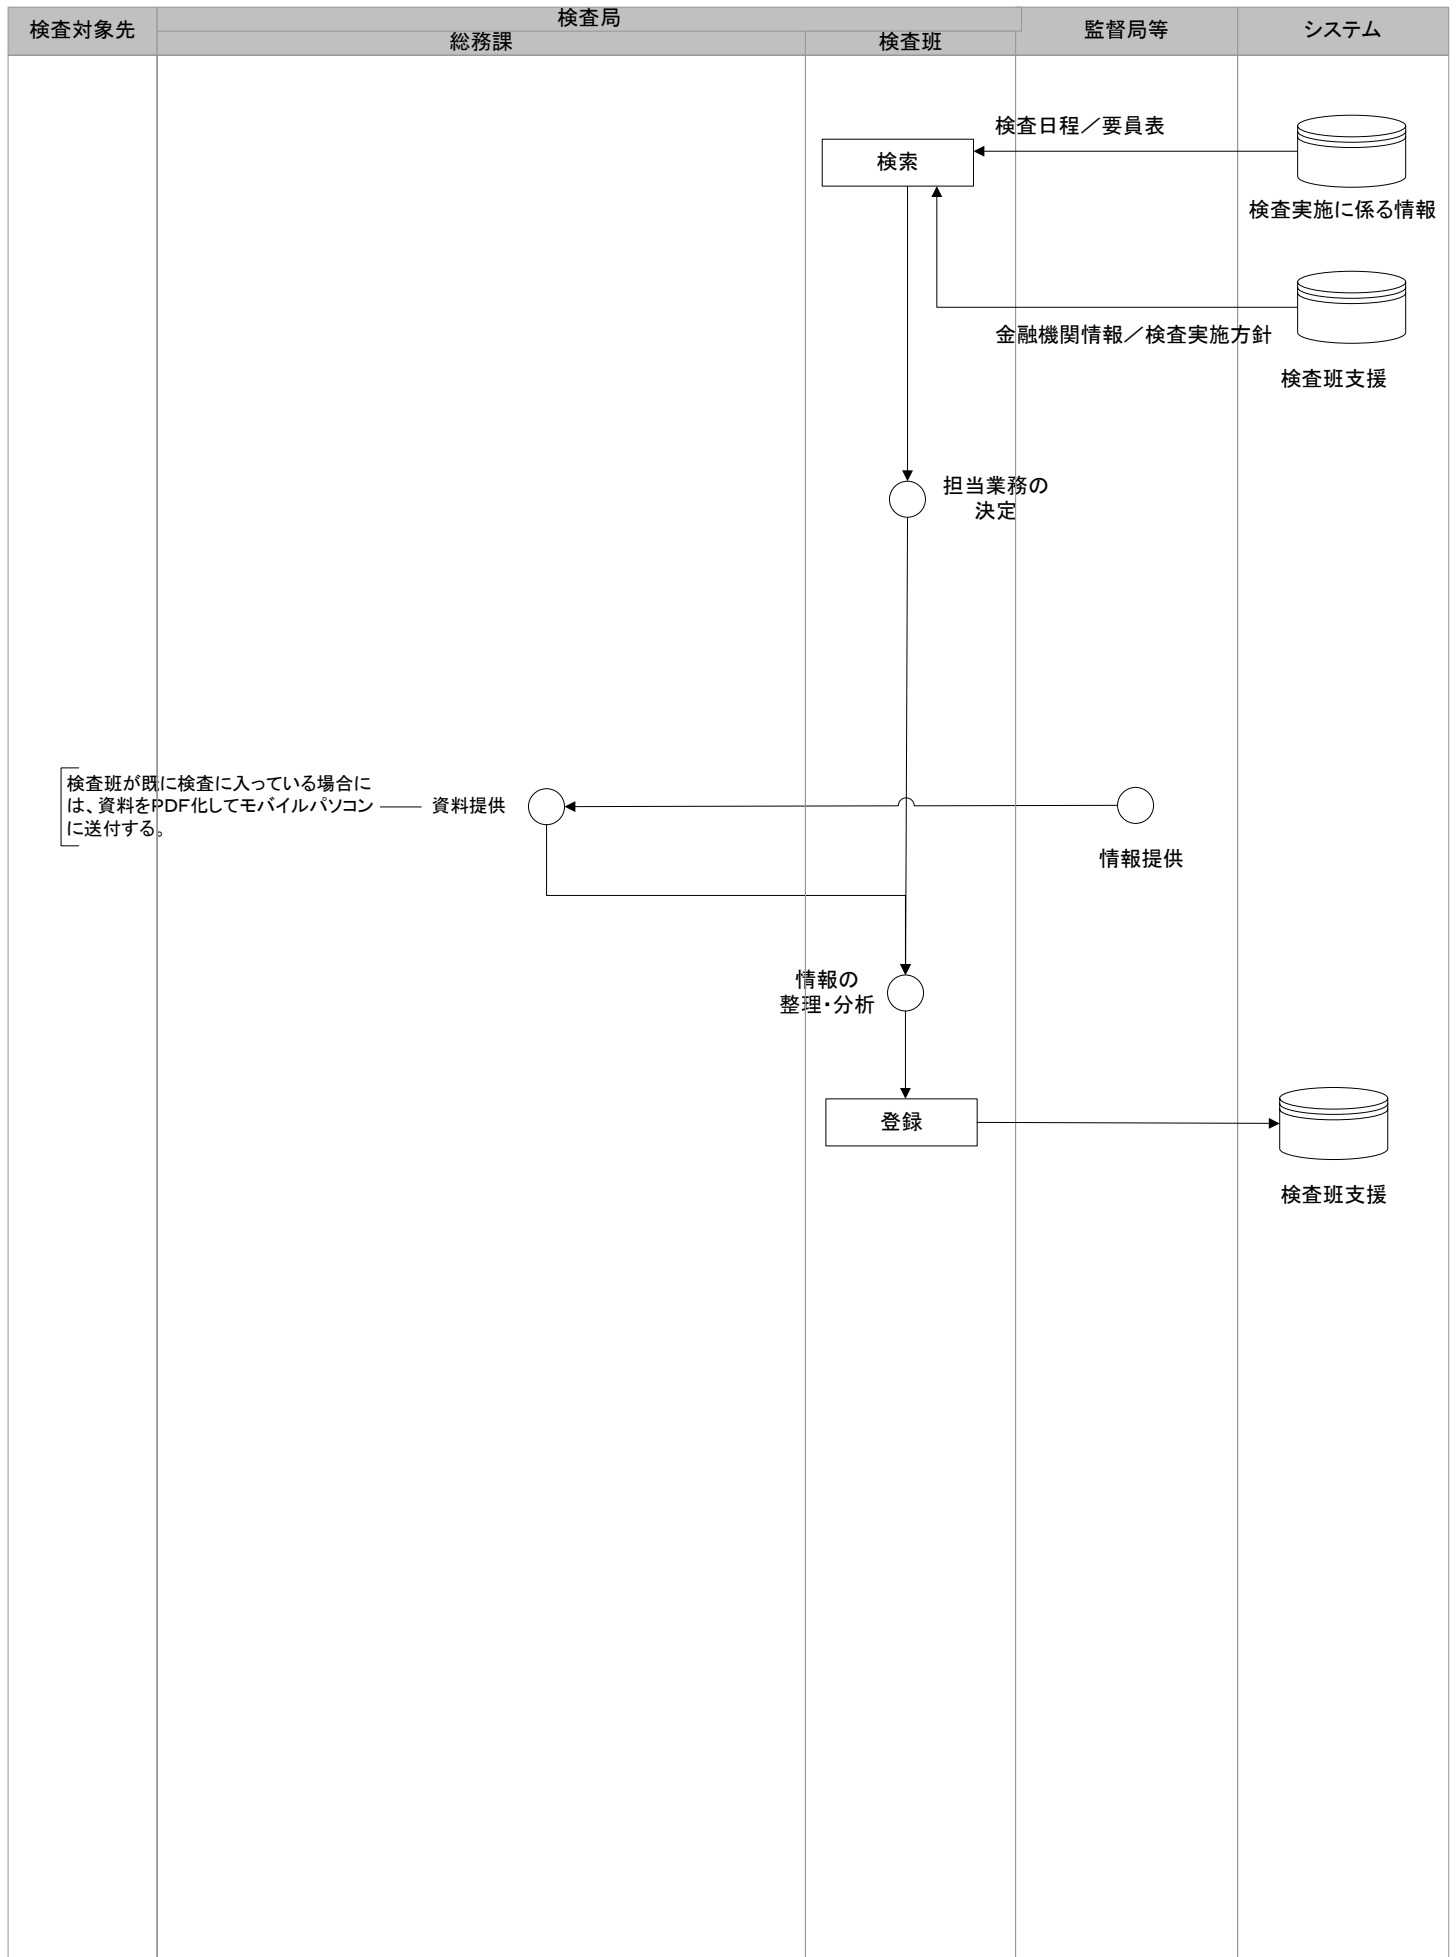 検査対象先
検査局
総務課
検査班
監督局等
システム
検査日程／要員表
検索
検査実施に係る情報
金融機関情報／検査実施方針
検査班支援
担当業務の
決定
検査班が既に検査に入っている場合に
は、資料をPDF化してモバイルパソコン
に送付する。
資料提供
情報提供
情報の
整理・分析
登録
検査班支援